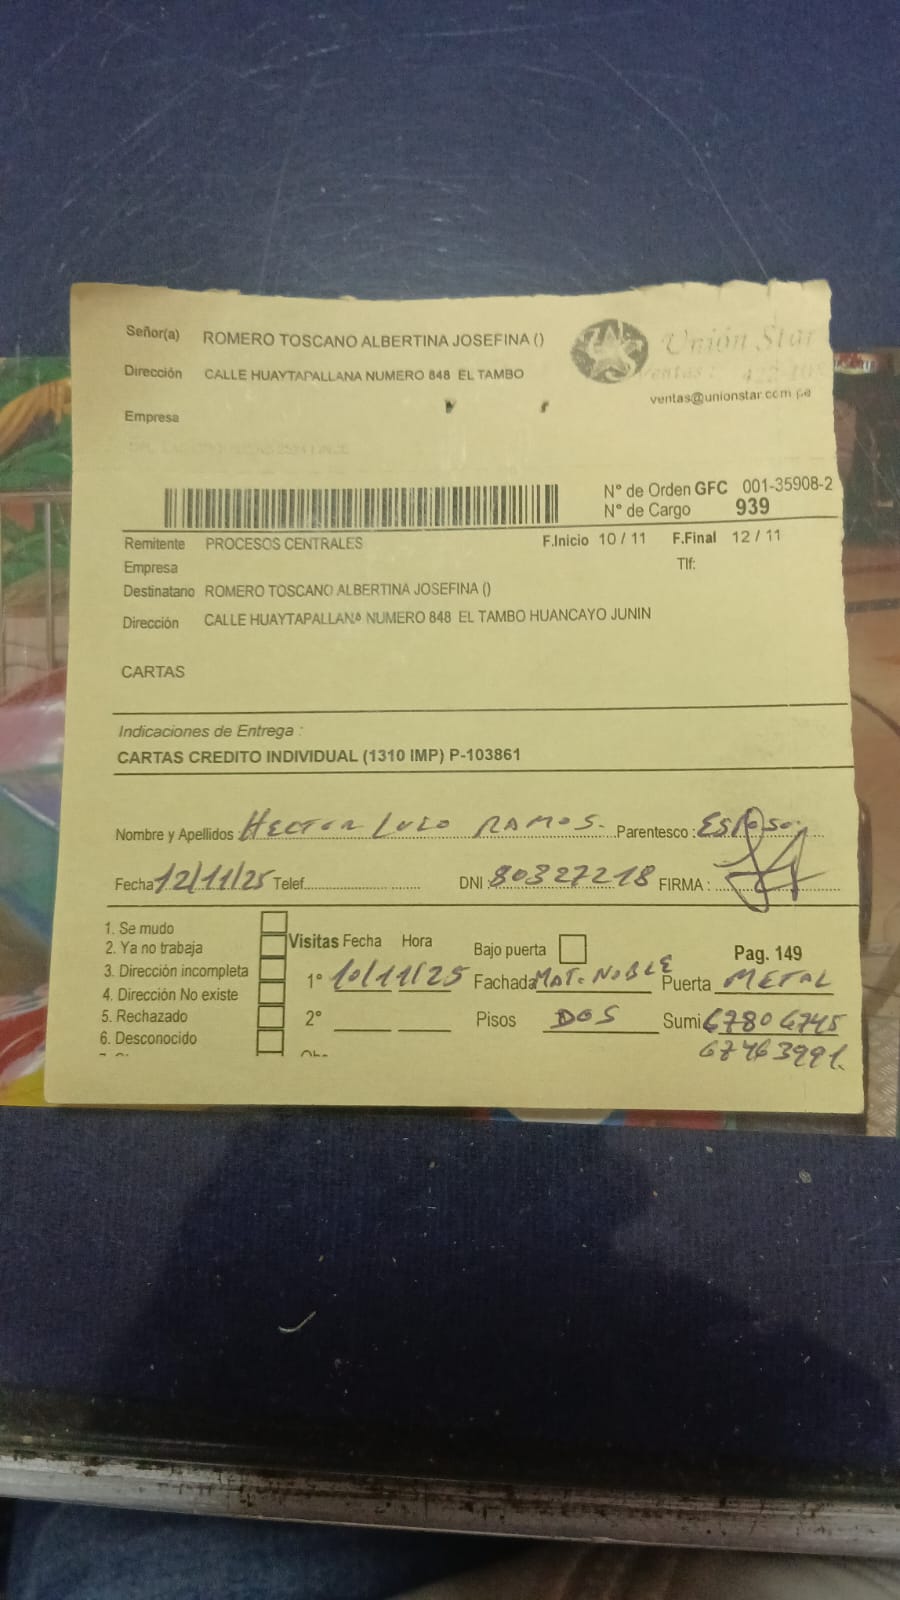 Señor(a) ROMERO TOSCANO ALBERTINA JOSEFINA ()
Unión Star
Dirección CALLE HUAYTAPALLANA NUMERO 848 EL TAMBO
ventas@unionstar.com.pe
Empresa
N° de Orden GFC 001-35908-2
N° de Cargo 939
Remitente PROCESOS CENTRALES F.Inicio 10 / 11 F.Final 12 / 11
Empresa Tlf:
Destinatario ROMERO TOSCANO ALBERTINA JOSEFINA ()
Dirección CALLE HUAYTAPALLANA NUMERO 848 EL TAMBO HUANCAYO JUNIN
CARTAS
Indicaciones de Entrega :
CARTAS CREDITO INDIVIDUAL (1310 IMP) P-103861
Nombre y Apellidos : HECTOR RAMOS. Parentesco : ESPOSO
Fecha 12/11/25 Telef. DNI : 80327218 FIRMA :
1. Se mudo
2. Ya no trabaja
3. Dirección incompleta
4. Dirección No existe
5. Rechazado
6. Desconocido
Visitas Fecha Hora Bajo puerta Pag. 149
1° 10/11/25 Fachada MAT. NOBLE Puerta METAL
2° Pisos DOS Sumi 67806745
67463991.